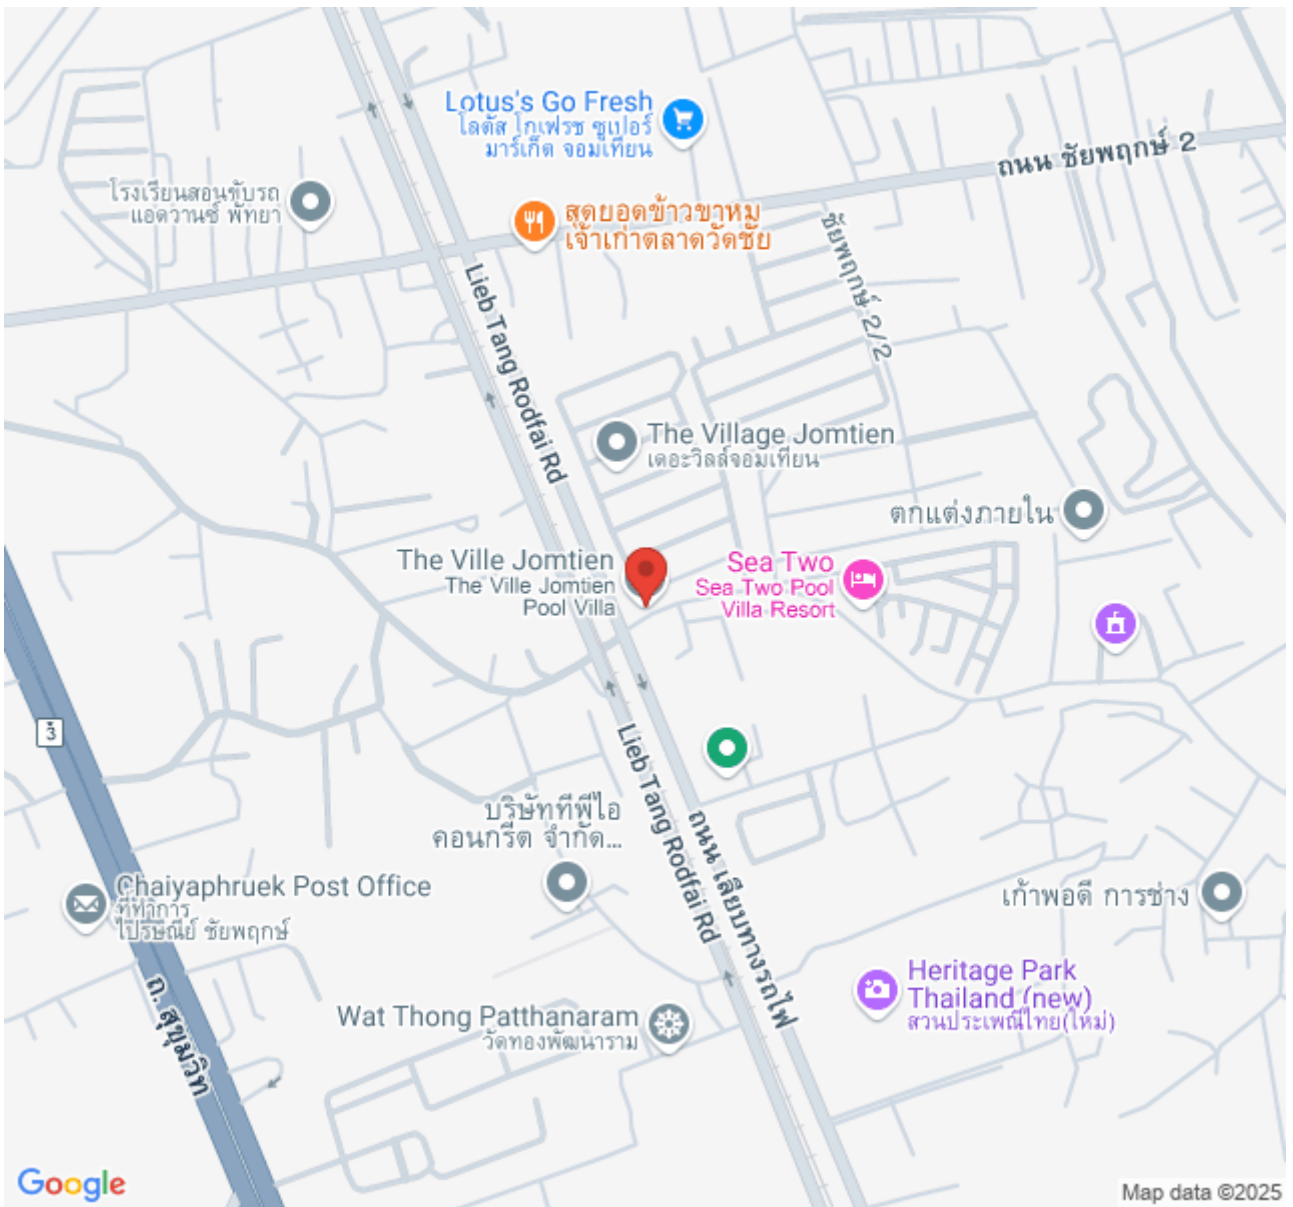 Lotus's Go Fresh
โลตัส โกเฟรช ซูเปอร์
มาร์เก็ต จอมเทียน
ถนน ชัยพฤกษ์ 2
โรงเรียนสอนขับรถ
แอดวานซ์ พัทยา
สุดยอดข้าวขาหมู
เจ้าเก่าตลาดวัดชัย
ชัยพฤกษ์ 2/2
Lieb Tang Rodfai Rd
The Village Jomtien
เดอะวิลล์จอมเทียน
ตกแต่งภายใน
The Ville Jomtien
The Ville Jomtien
Pool Villa
Sea Two
Sea Two Pool
Villa Resort
3
Lieb Tang Rodfai Rd
บริษัททีพีไอ
คอนกรีต จำกัด...
ถนน เลียบทางรถไฟ
Chaiyaphruek Post Office
ที่ทำการ
ไปรษณีย์ ชัยพฤกษ์
เก้าพอดี การช่าง
Heritage Park
Thailand (new)
สวนประเพณีไทย(ใหม่)
ถ. สุขุมวิท
Wat Thong Patthanaram
วัดทองพัฒนาราม
Google
Map data ©2025